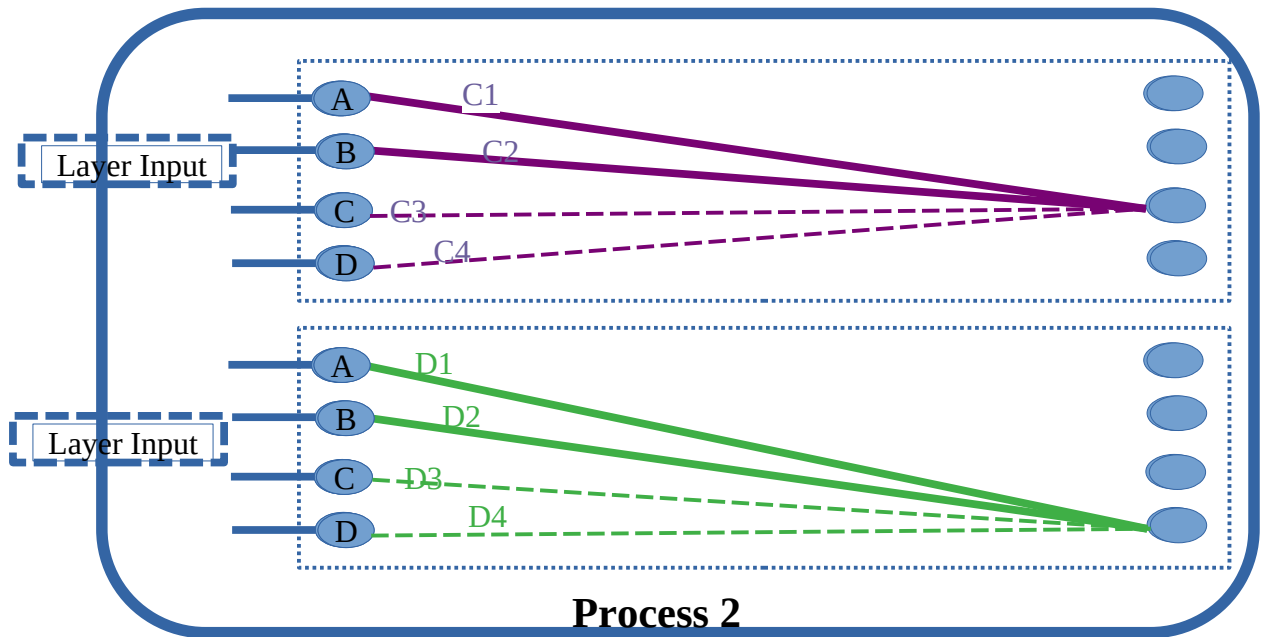 A
C1
Layer Input
B
C2
C
C3
D
C4
A
D1
B
D2
Layer Input
C
D3
D
D4
Process 2